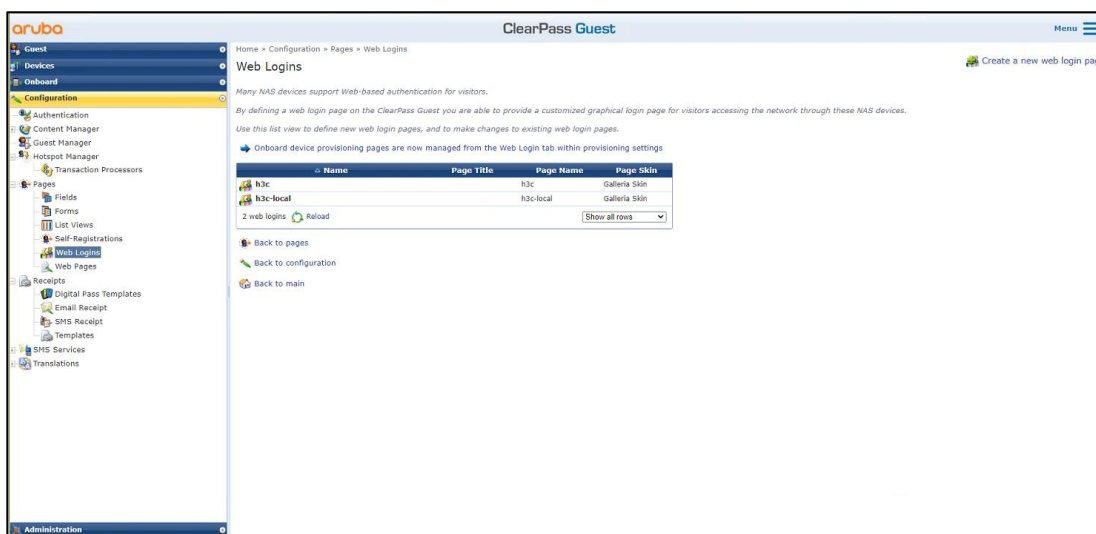 aruba
ClearPass Guest
Menu
Guest
Devices
Onboard
Configuration
Authentication
Content Manager
Guest Manager
Hotspot Manager
Transaction Processors
Pages
Fields
Forms
List Views
Self-Registrations
Web Logins
Web Pages
Receipts
Digital Pass Templates
Email Receipt
SMS Receipt
Templates
SMS Services
Translations
Administration
Home » Configuration » Pages » Web Logins
Web Logins
Create a new web login pag
Many NAS devices support Web-based authentication for visitors.
By defining a web login page on the ClearPass Guest you are able to provide a customized graphical login page for visitors accessing the network through these NAS devices.
Use this list view to define new web login pages, and to make changes to existing web login pages.
Onboard device provisioning pages are now managed from the Web Login tab within provisioning settings
Name Page Title Page Name Page Skin
h3c h3c Galleria Skin
h3c-local h3c-local Galleria Skin
2 web logins Reload Show all rows
Back to pages
Back to configuration
Back to main